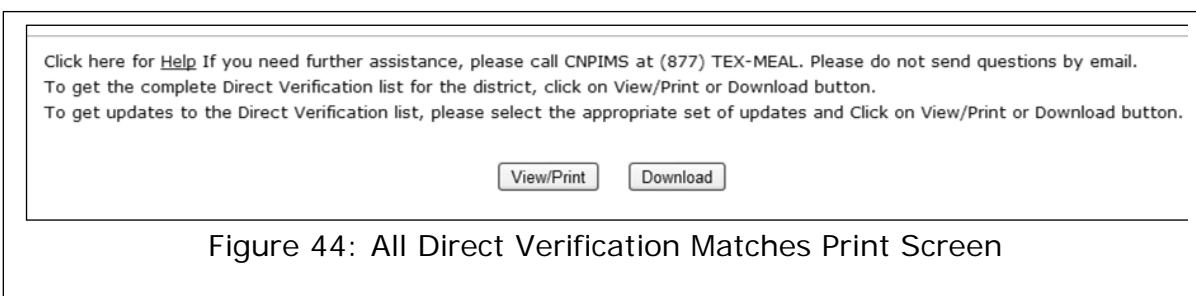 Click here for Help If you need further assistance, please call CNPIMS at (877) TEX-MEAL. Please do not send questions by email.
To get the complete Direct Verification list for the district, click on View/Print or Download button.
To get updates to the Direct Verification list, please select the appropriate set of updates and Click on View/Print or Download button.
View/Print Download
Figure 44: All Direct Verification Matches Print Screen